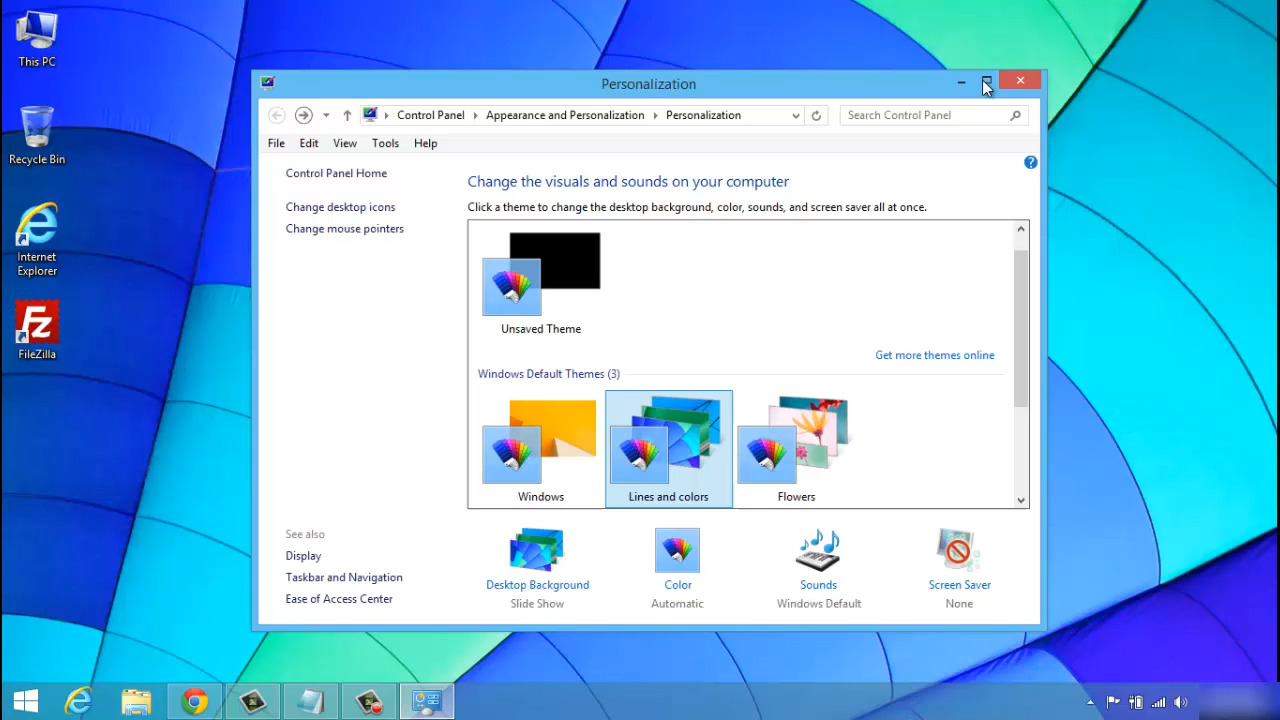 This PC
Recycle Bin
Internet
Explorer
FileZilla
Personalization
Control Panel
Appearance and Personalization
Personalization
Search Control Panel
File
Edit
View
Tools
Help
Control Panel Home
Change desktop icons
Change mouse pointers
Change the visuals and sounds on your computer
Click a theme to change the desktop background, color, sounds, and screen saver all at once.
Unsaved Theme
Get more themes online
Windows Default Themes (3)
Windows
Lines and colors
Flowers
See also
Display
Taskbar and Navigation
Ease of Access Center
Desktop Background
Slide Show
Color
Automatic
Sounds
Windows Default
Screen Saver
None